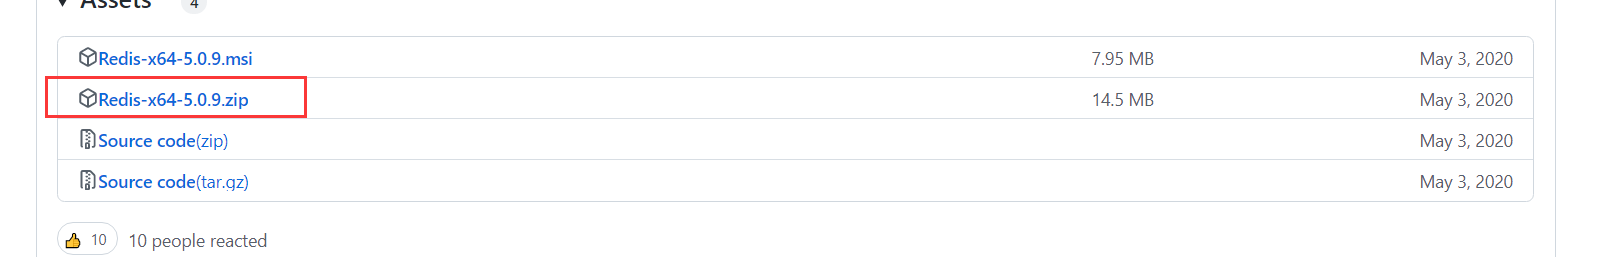 Assets 4
Redis-x64-5.0.9.msi 7.95 MB May 3, 2020
Redis-x64-5.0.9.zip 14.5 MB May 3, 2020
Source code(zip) May 3, 2020
Source code(tar.gz) May 3, 2020
👍 10 10 people reacted